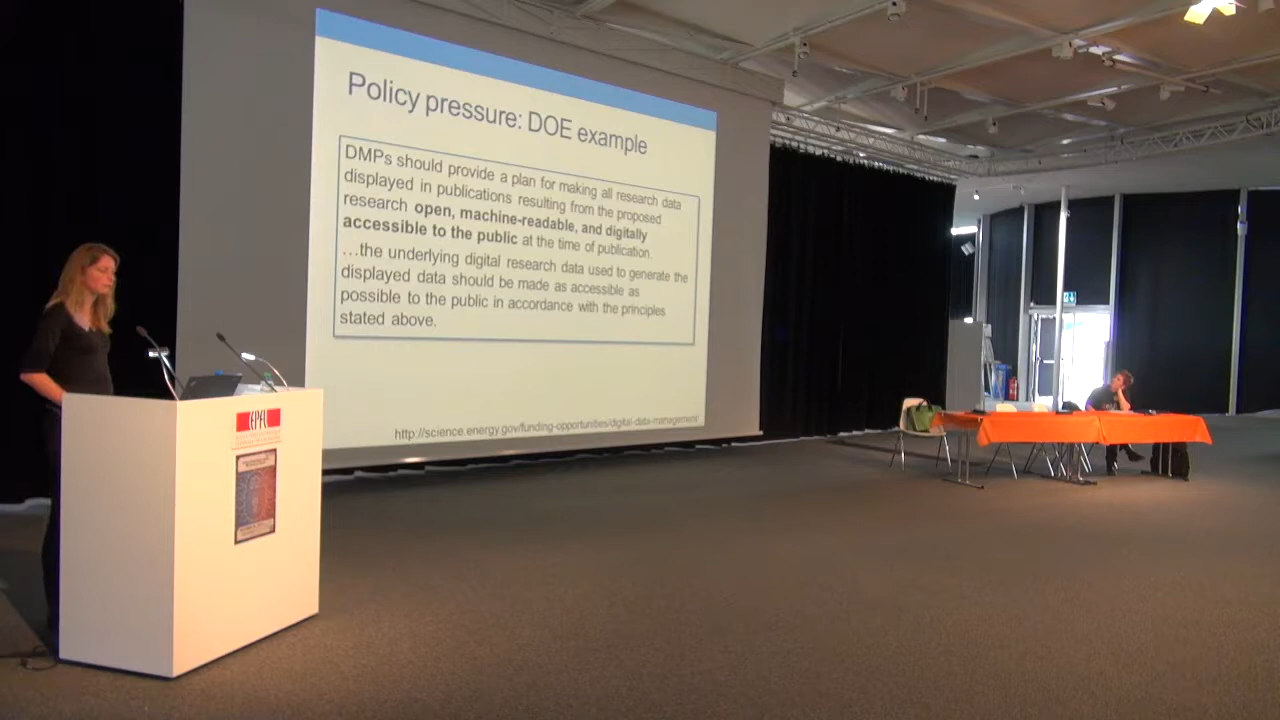 Policy pressure: DOE example
DMPs should provide a plan for making all research data
displayed in publications resulting from the proposed
research open, machine-readable, and digitally
accessible to the public at the time of publication.
…the underlying digital research data used to generate the
displayed data should be made as accessible as
possible to the public in accordance with the principles
stated above.
http://science.energy.gov/funding-opportunities/digital-data-management/
EPFL